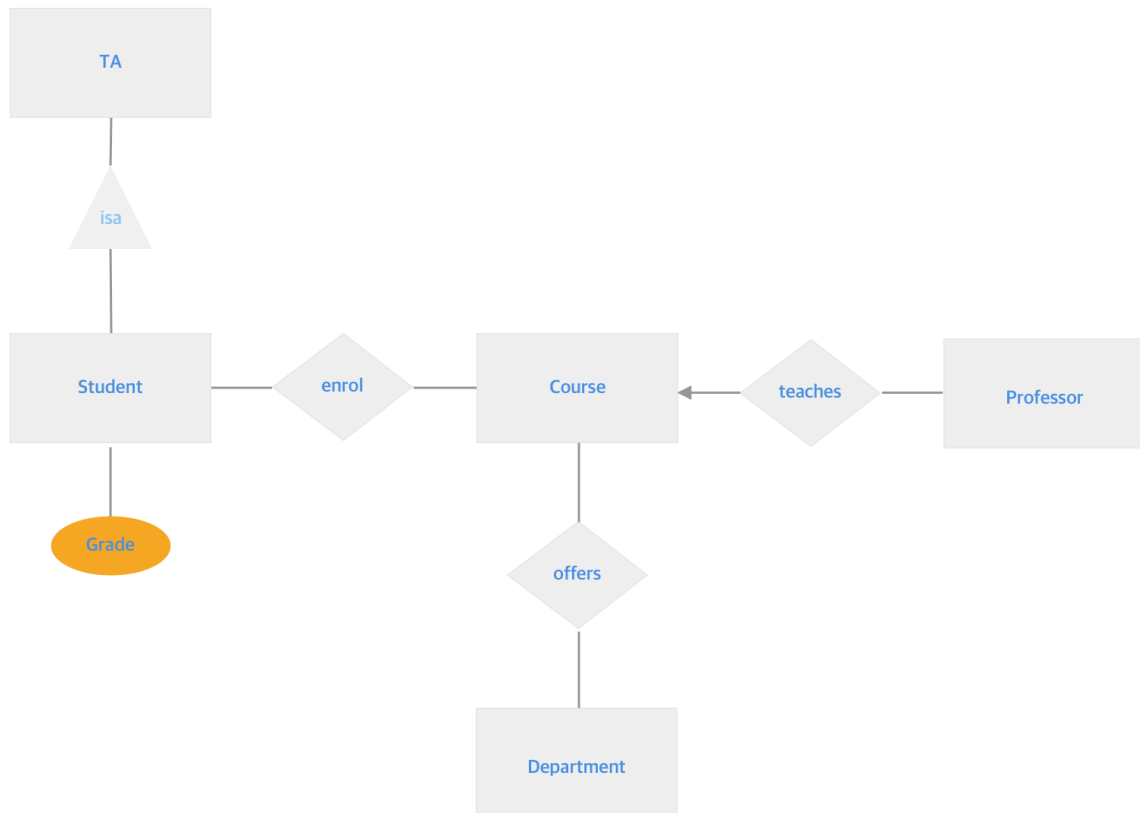 TA
isa
Student
enrol
Course
teaches
Professor
Grade
offers
Department